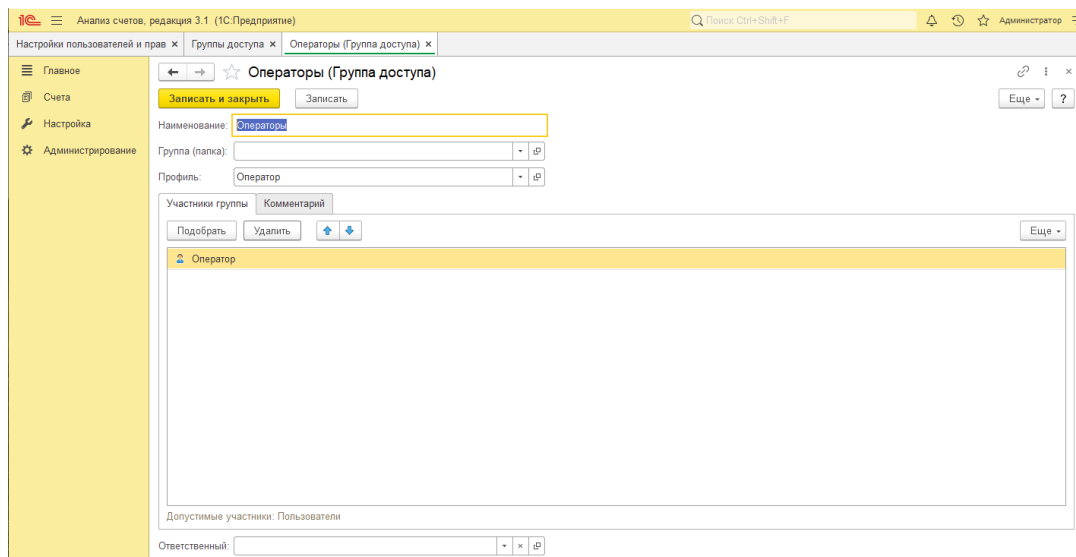 1С Анализ счетов, редакция 3.1 (1С:Предприятие) Поиск Ctrl+Shift+F Администратор
Настройки пользователей и прав × Группы доступа × Операторы (Группа доступа) ×
Главное
Счета
Настройка
Администрирование
Операторы (Группа доступа)
Записать и закрыть Записать Еще ?
Наименование: Операторы
Группа (папка):
Профиль: Оператор
Участники группы Комментарий
Подобрать Удалить Еще
Оператор
Допустимые участники: Пользователи
Ответственный: